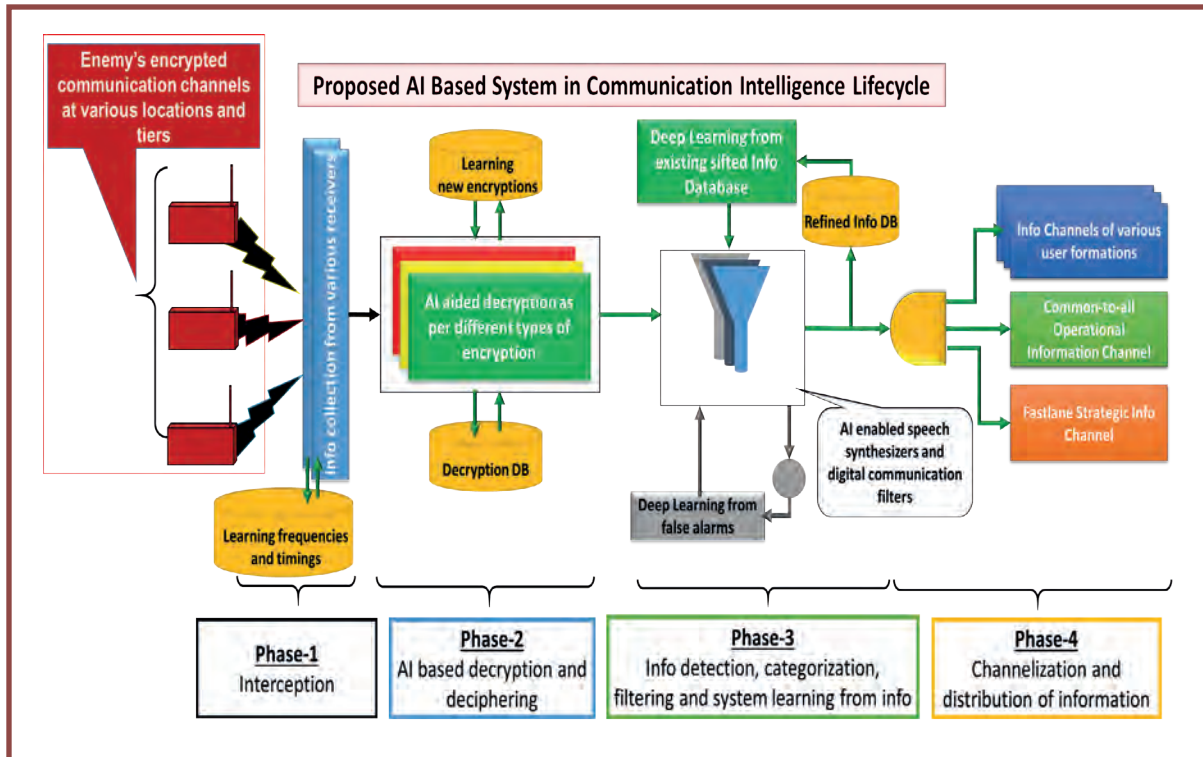 Enemy's encrypted
communication channels
at various locations and
tiers
Proposed AI Based System in Communication Intelligence Lifecycle
info collection from various receivers
Learning frequencies
and timings
Learning
new encryptions
AI aided decryption as
per different types of
encryption
Decryption DB
Deep Learning from
existing sifted Info
Database
Refined Info DB
Deep Learning from
false alarms
AI enabled speech
synthesizers and
digital communication
filters
Info Channels of various
user formations
Common-to-all
Operational
Information Channel
Fastlane Strategic Info
Channel
Phase-1
Interception
Phase-2
AI based decryption and
deciphering
Phase-3
Info detection, categorization,
filtering and system learning from info
Phase-4
Channelization and
distribution of information